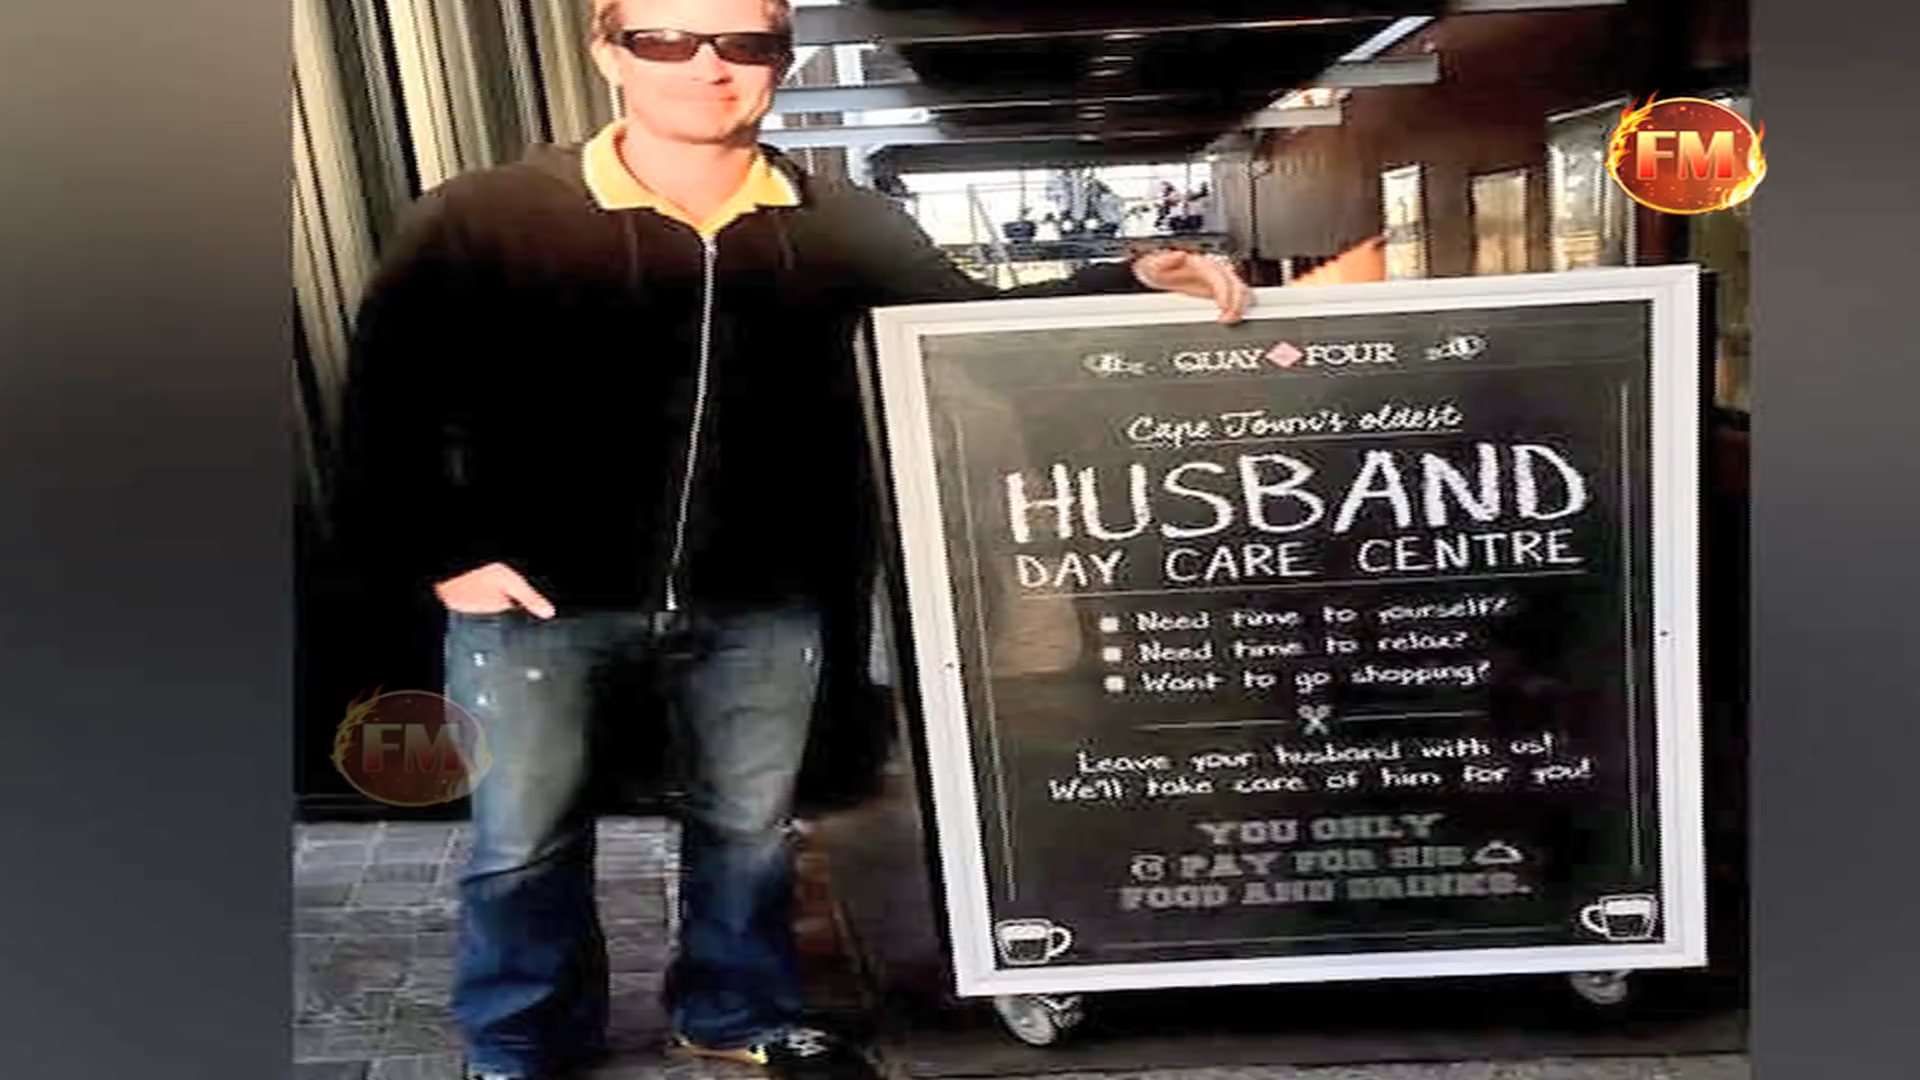 FM
QUAY FOUR
Cape Town's oldest
HUSBAND
DAY CARE CENTRE
Need time to yourself?
Need time to relax?
Want to go shopping?
Leave your husband with us!
We'll take care of him for you!
YOU ONLY
PAY FOR HIS
FOOD AND DRINKS.
FM